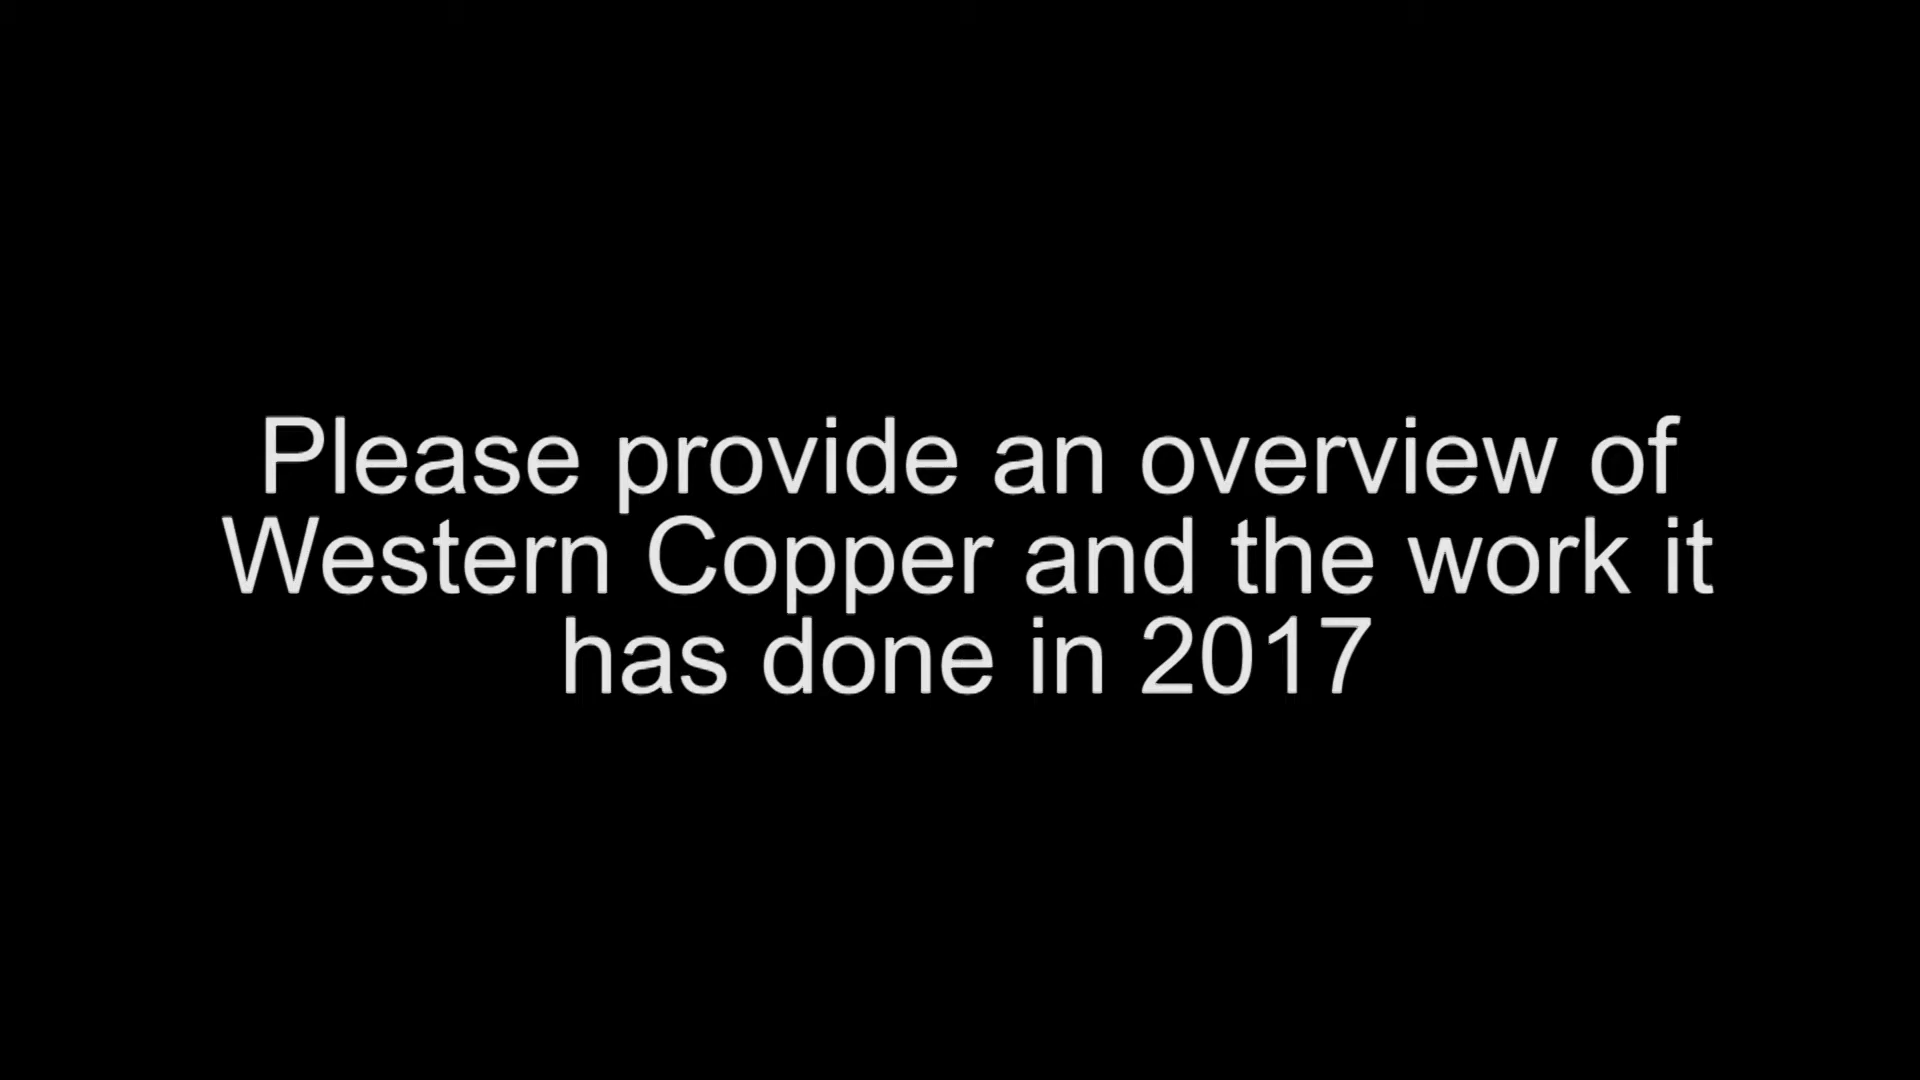 Please provide an overview of
Western Copper and the work it
has done in 2017